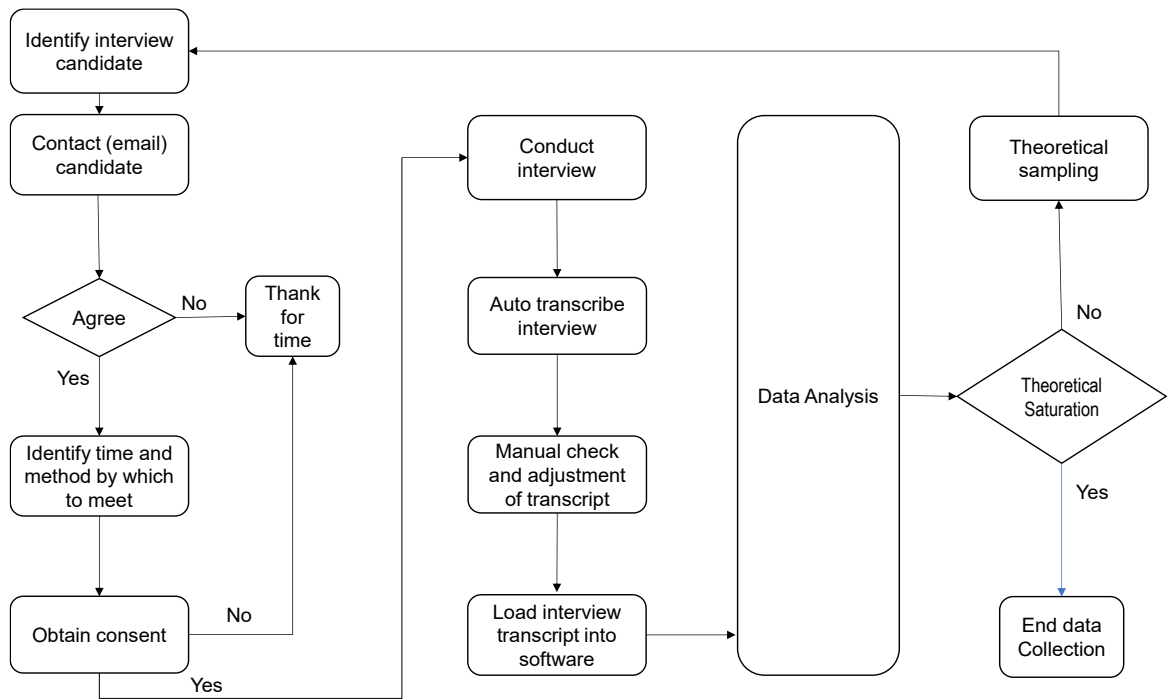 Identify interview
candidate
Contact (email)
candidate
Agree
No
Thank
for
time
Yes
Identify time and
method by which
to meet
Obtain consent
No
Yes
Conduct
interview
Auto transcribe
interview
Manual check
and adjustment
of transcript
Load interview
transcript into
software
Data Analysis
Theoretical
sampling
No
Theoretical
Saturation
Yes
End data
Collection